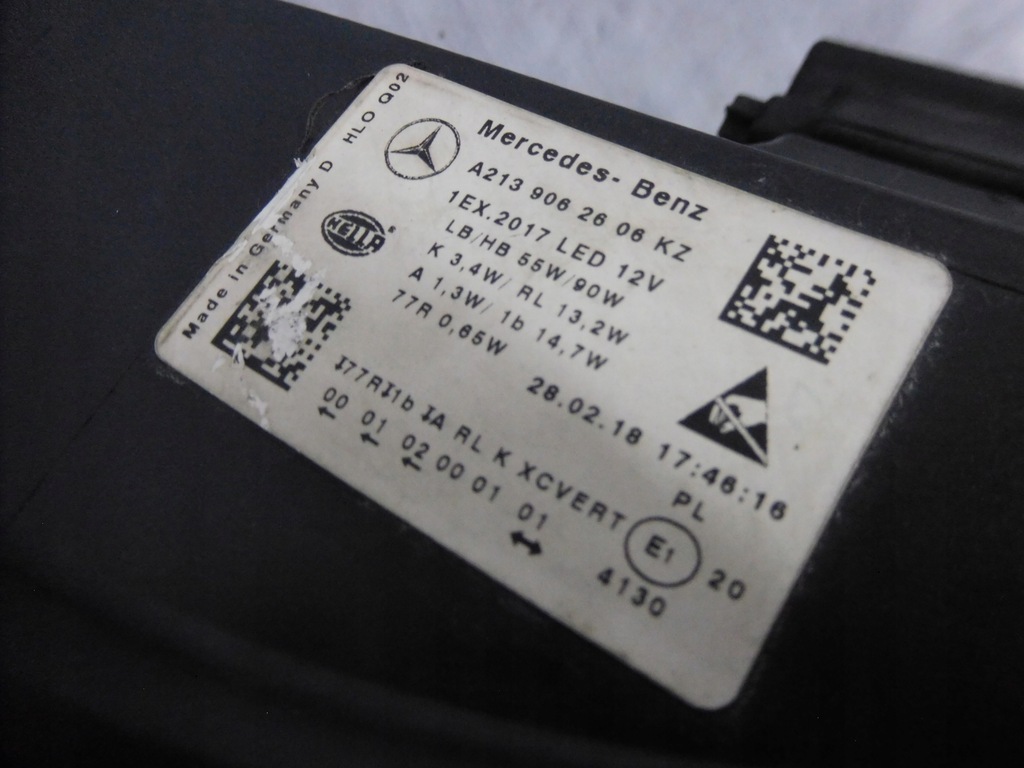 Mercedes-Benz
A213 906 26 06 KZ
1EX.2017 LED 12V
LB/HB 55W/90W
K 3,4W/ RL 13,2W
A 1,3W/ 1b 14,7W
77R 0,65W
28.02.18 17:46:16
PL
I77RI1b IA RL K XCVERT
00 01 02 00 01 01
E1 20
4130
HELLA
Made in Germany D HLO Q02